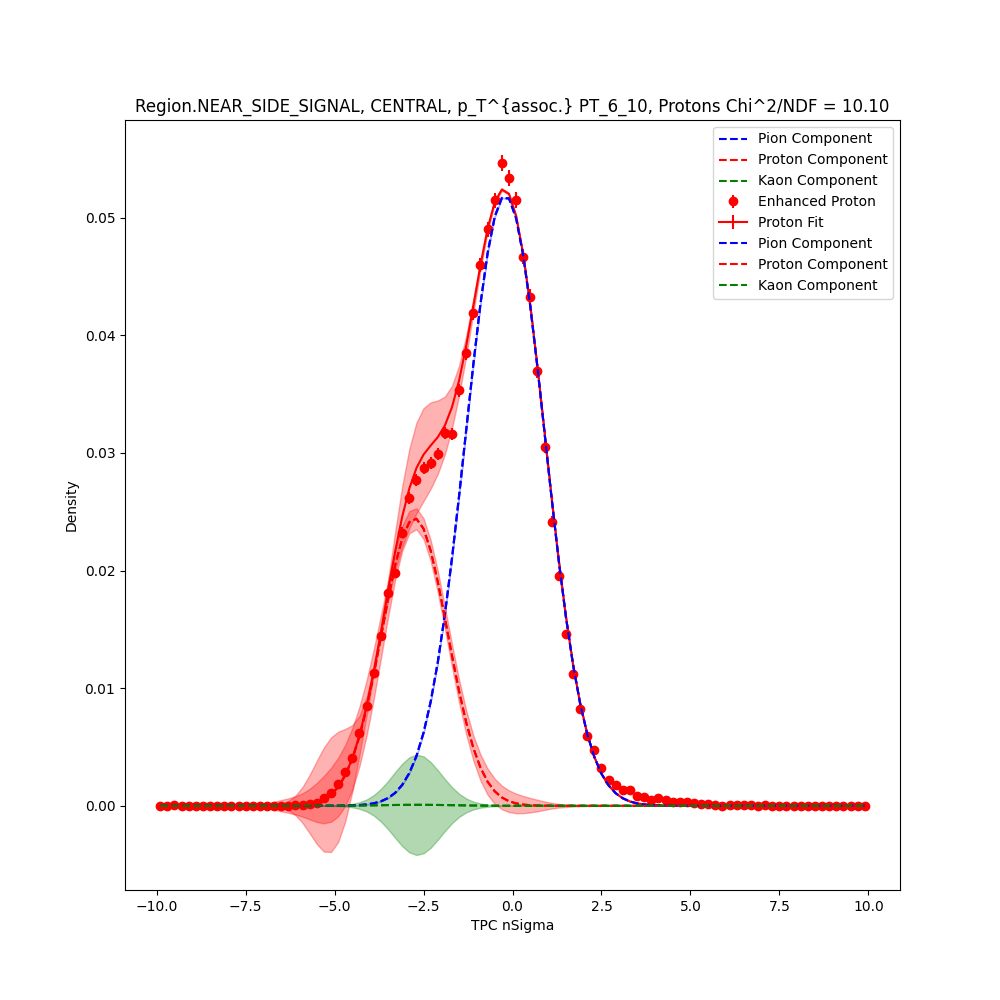 Region.NEAR_SIDE_SIGNAL, CENTRAL, p_T^{assoc.} PT_6_10, Protons Chi^2/NDF = 10.10
Pion Component
Proton Component
Kaon Component
Enhanced Proton
Proton Fit
Pion Component
Proton Component
Kaon Component
0.05
0.04
0.03
0.02
0.01
0.00
Density
−10.0 −7.5 −5.0 −2.5 0.0 2.5 5.0 7.5 10.0
TPC nSigma